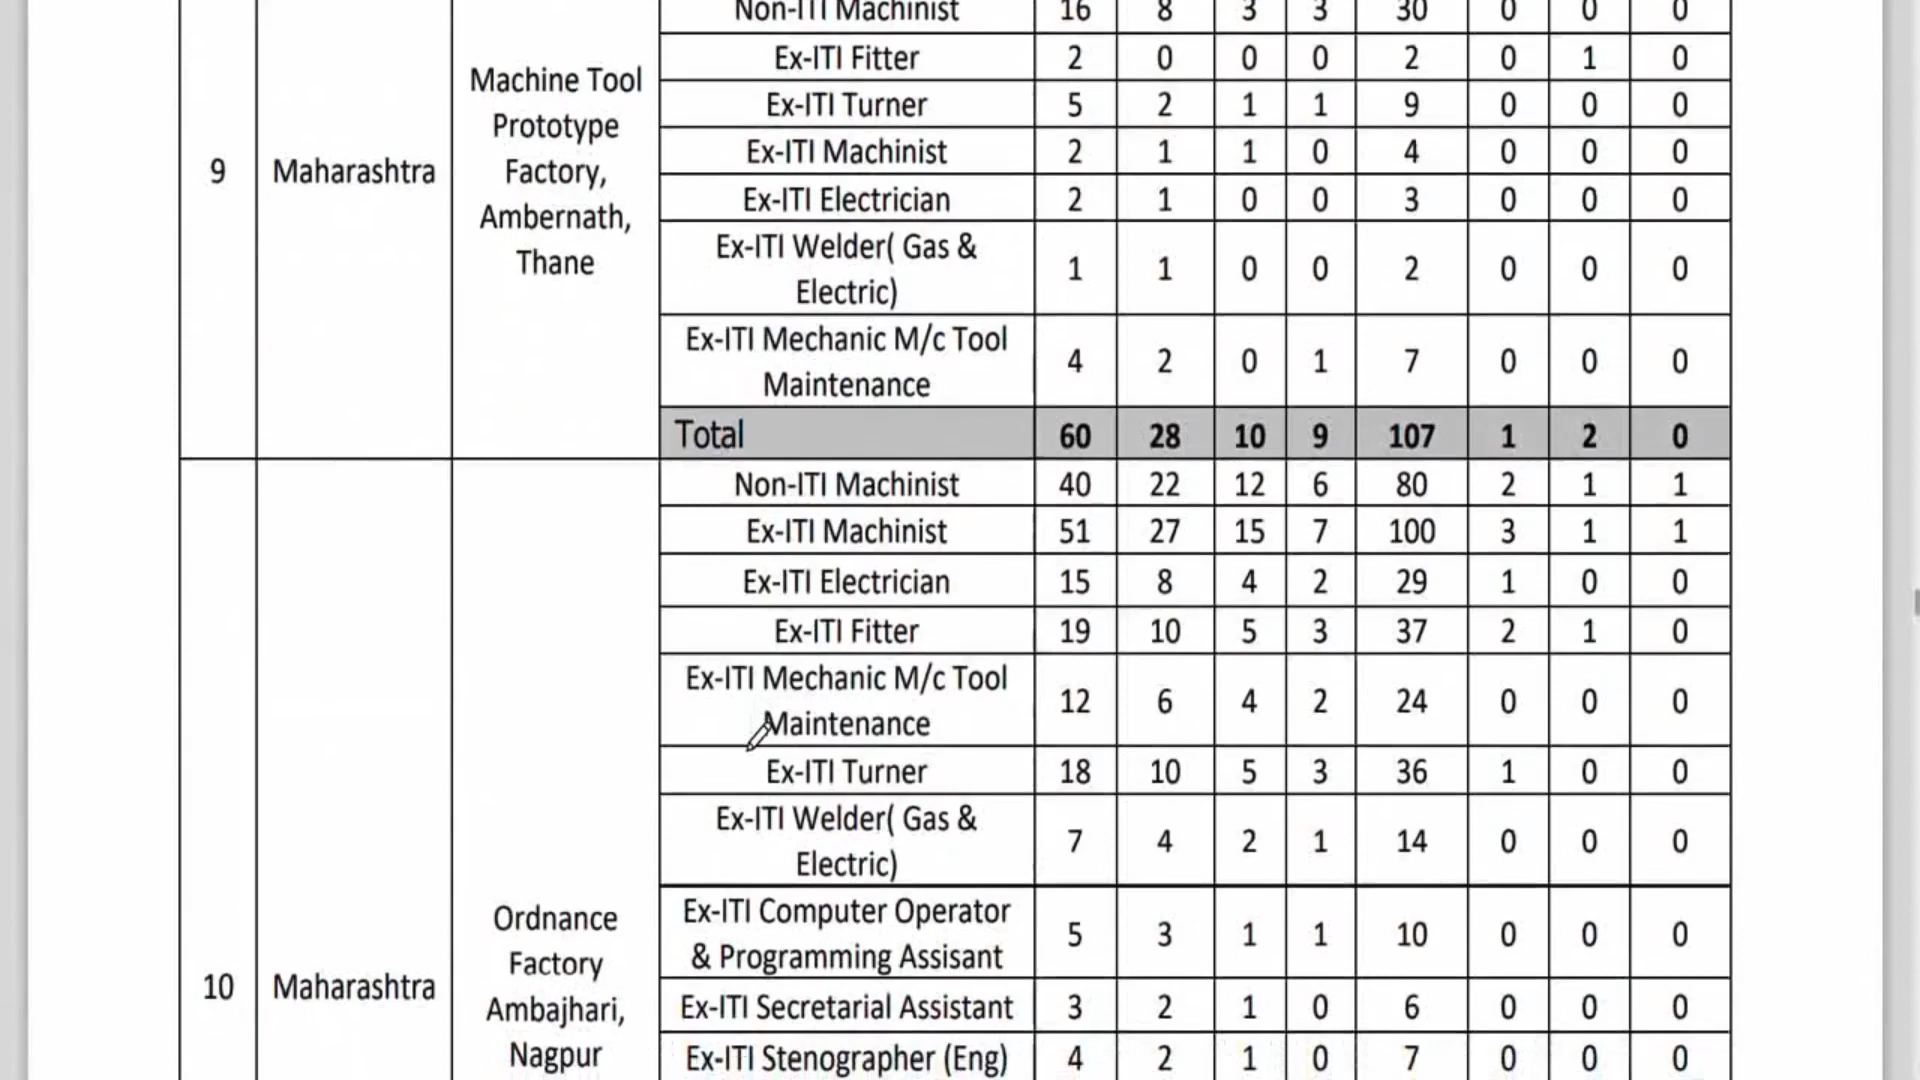 Non-ITI Machinist 16 8 3 3 30 0 0 0
Ex-ITI Fitter 2 0 0 0 2 0 1 0
Ex-ITI Turner 5 2 1 1 9 0 0 0
Ex-ITI Machinist 2 1 1 0 4 0 0 0
Ex-ITI Electrician 2 1 0 0 3 0 0 0
Ex-ITI Welder( Gas &
Electric) 1 1 0 0 2 0 0 0
Ex-ITI Mechanic M/c Tool
Maintenance 4 2 0 1 7 0 0 0
9 Maharashtra
Machine Tool
Prototype
Factory,
Ambernath,
Thane
Total 60 28 10 9 107 1 2 0
Non-ITI Machinist 40 22 12 6 80 2 1 1
Ex-ITI Machinist 51 27 15 7 100 3 1 1
Ex-ITI Electrician 15 8 4 2 29 1 0 0
Ex-ITI Fitter 19 10 5 3 37 2 1 0
Ex-ITI Mechanic M/c Tool
Maintenance 12 6 4 2 24 0 0 0
Ex-ITI Turner 18 10 5 3 36 1 0 0
Ex-ITI Welder( Gas &
Electric) 7 4 2 1 14 0 0 0
Ex-ITI Computer Operator
& Programming Assisant 5 3 1 1 10 0 0 0
Ex-ITI Secretarial Assistant 3 2 1 0 6 0 0 0
Ex-ITI Stenographer (Eng) 4 2 1 0 7 0 0 0
10 Maharashtra
Ordnance
Factory
Ambajhari,
Nagpur